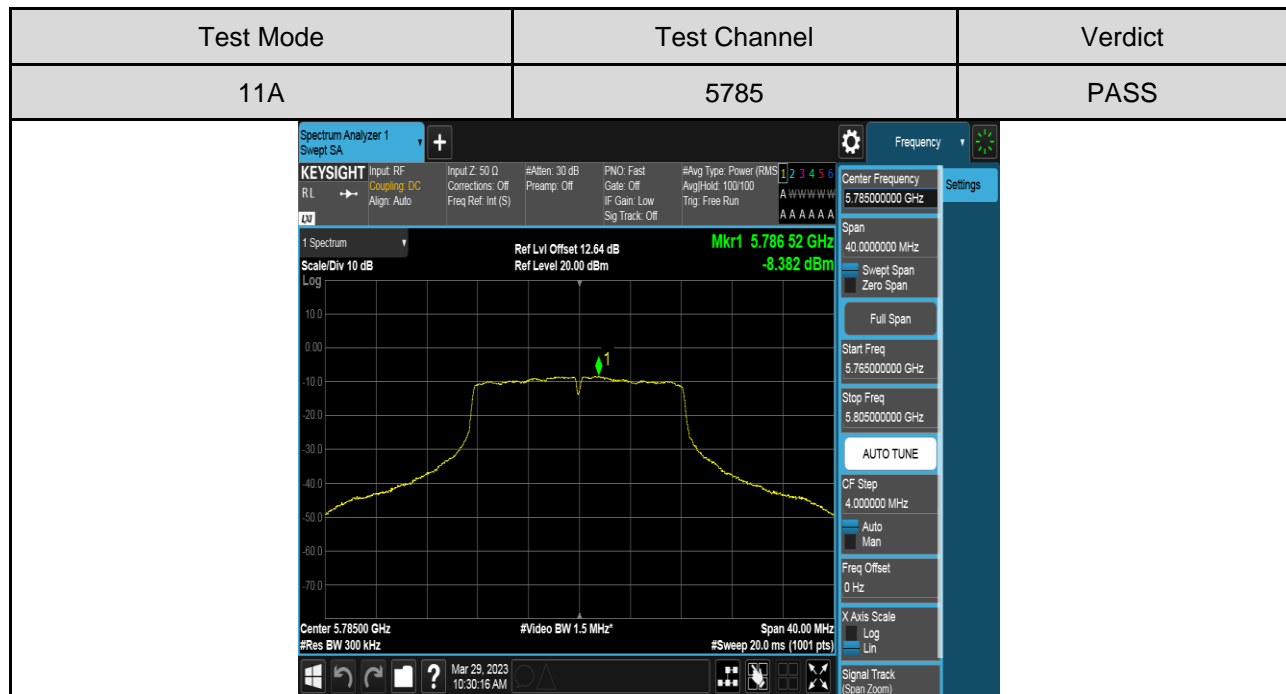 Test Mode Test Channel Verdict
11A 5785 PASS
Spectrum Analyzer 1
Swept SA
+
Frequency
KEYSIGHT Input: RF Input Z: 50 Ω #Atten: 30 dB PNO: Fast #Avg Type: Power (RMS 1 2 3 4 5 6
RL Coupling: DC Corrections: Off Preamp: Off Gate: Off Avg|Hold: 100/100 A W W W W W
Align: Auto Freq Ref: Int (S) IF Gain: Low Trig: Free Run
LXI Sig Track: Off A A A A A A
1 Spectrum Ref Lvl Offset 12.64 dB Mkr1 5.786 52 GHz
Scale/Div 10 dB Ref Level 20.00 dBm -8.382 dBm
Log
10.0
0.00
1
-10.0
-20.0
-30.0
-40.0
-50.0
-60.0
-70.0
Center 5.78500 GHz #Video BW 1.5 MHz* Span 40.00 MHz
#Res BW 300 kHz #Sweep 20.0 ms (1001 pts)
? Mar 29, 2023
10:30:16 AM
Center Frequency
5.785000000 GHz
Settings
Span
40.0000000 MHz
Swept Span
Zero Span
Full Span
Start Freq
5.765000000 GHz
Stop Freq
5.805000000 GHz
AUTO TUNE
CF Step
4.000000 MHz
Auto
Man
Freq Offset
0 Hz
X Axis Scale
Log
Lin
Signal Track
(Span Zoom)